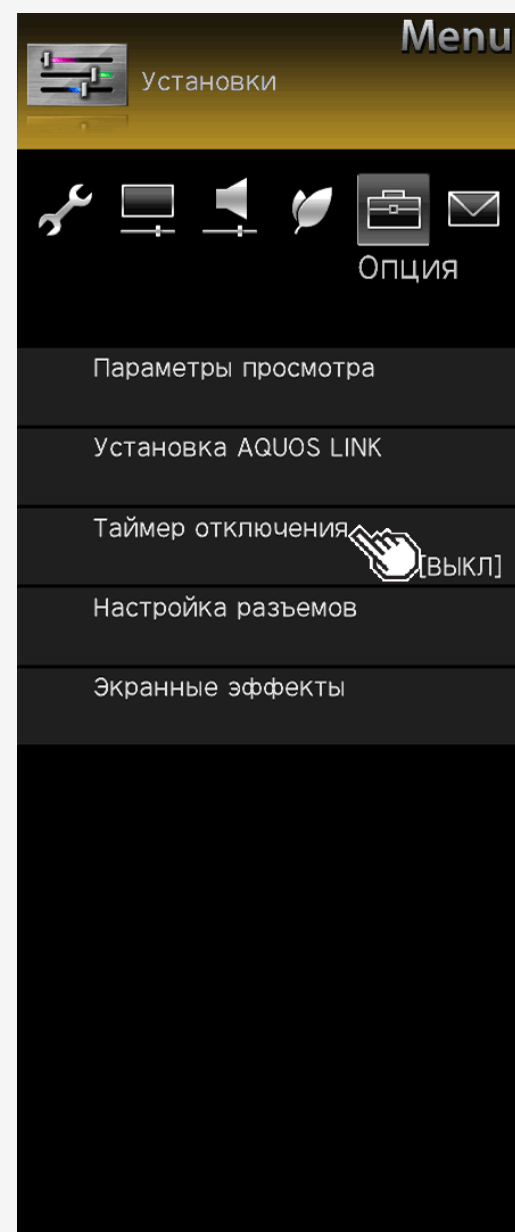 Menu
Установки
Опция
Параметры просмотра
Установка AQUOS LINK
Таймер отключения
[ВЫКЛ]
Настройка разъемов
Экранные эффекты